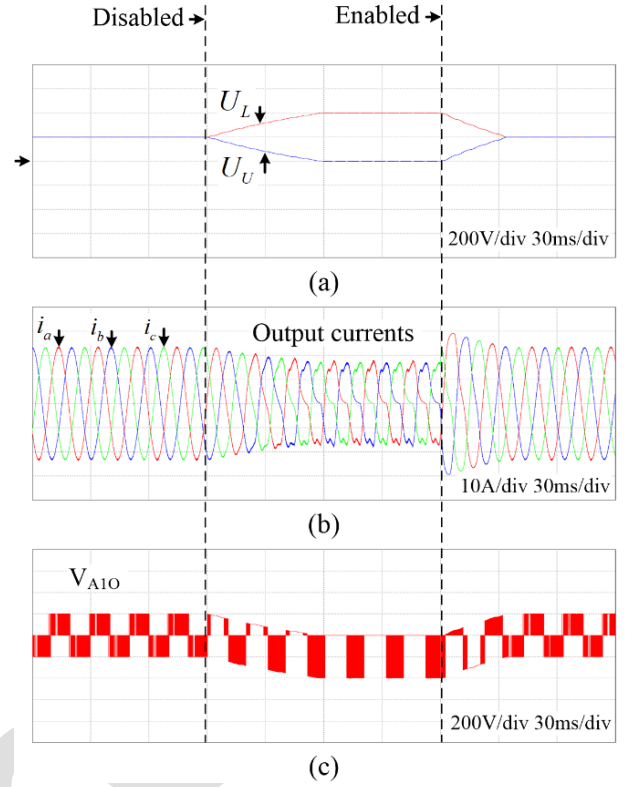 Disabled
Enabled
U_L
U_U
200V/div 30ms/div
(a)
i_a
i_b
i_c
Output currents
10A/div 30ms/div
(b)
V_A1O
200V/div 30ms/div
(c)